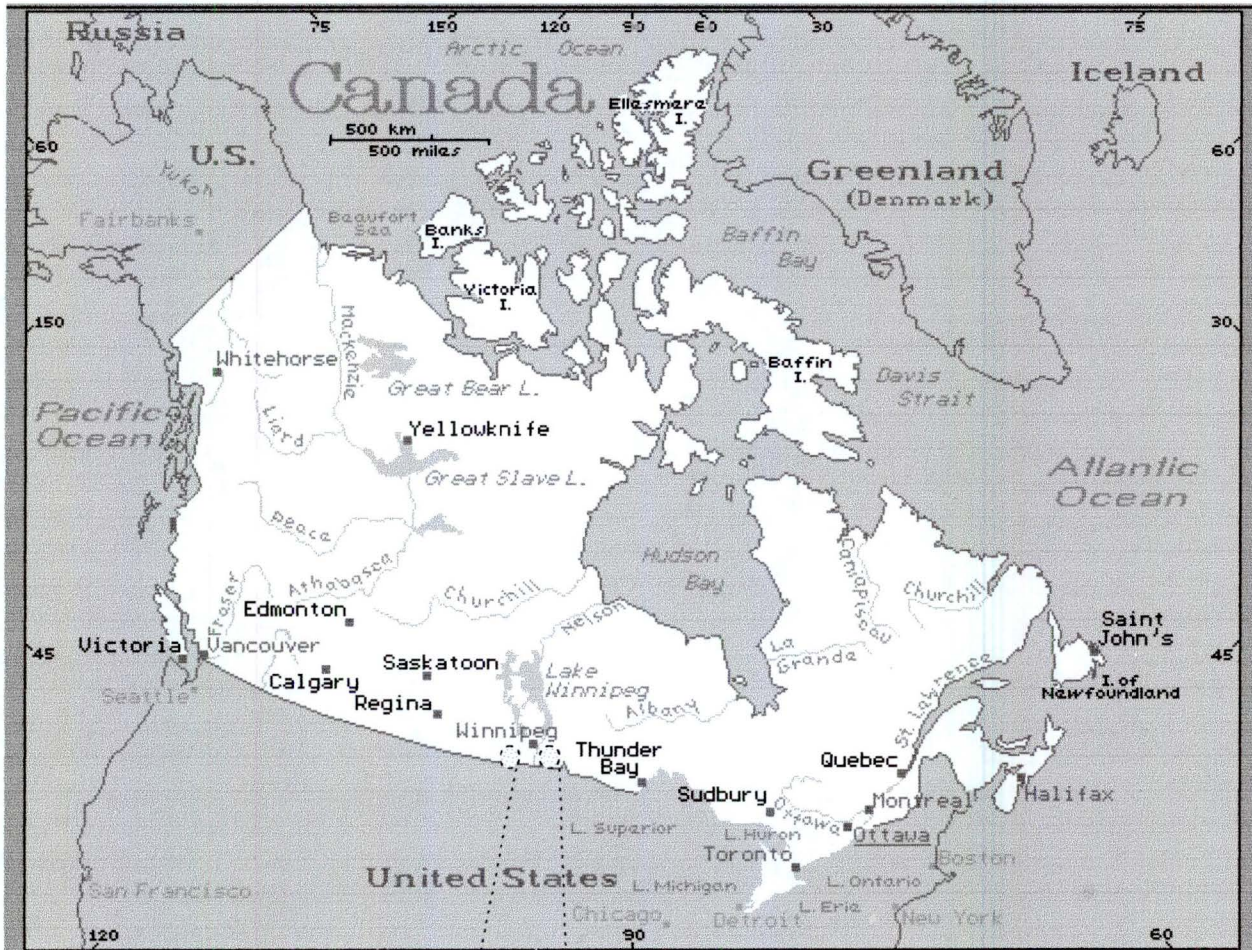 75
150
120
90
60
30
75
Russia
Arctic Ocean
Canada
Iceland
Ellesmere
I.
500 km
500 miles
60
U.S.
60
Yukon
Greenland
(Denmark)
Fairbanks
Beaufort
Sea
Banks
I.
Baffin
Bay
Victoria
I.
150
30
Mackenzie
Whitehorse
Great Bear L.
Baffin
I.
Davis
Strait
Pacific
Ocean
Liard
Yellowknife
Great Slave L.
Atlantic
Ocean
Peace
Hudson
Bay
Caniapiscau
Athabasca
Churchill
Churchill
Fraser
Edmonton
Nelson
Saint
John's
Victoria
Vancouver
45
Saskatoon
Lake
Winnipeg
La
Grande
45
Seattle
Calgary
I. of
Newfoundland
Regina
Albany
St Lawrence
Winnipeg
Thunder
Bay
Quebec
Sudbury
Ottawa
Montreal
Halifax
L. Superior
L. Huron
Ottawa
Toronto
Boston
United States
L. Michigan
L. Ontario
San Francisco
Chicago
Detroit
L. Erie
New York
120
90
60